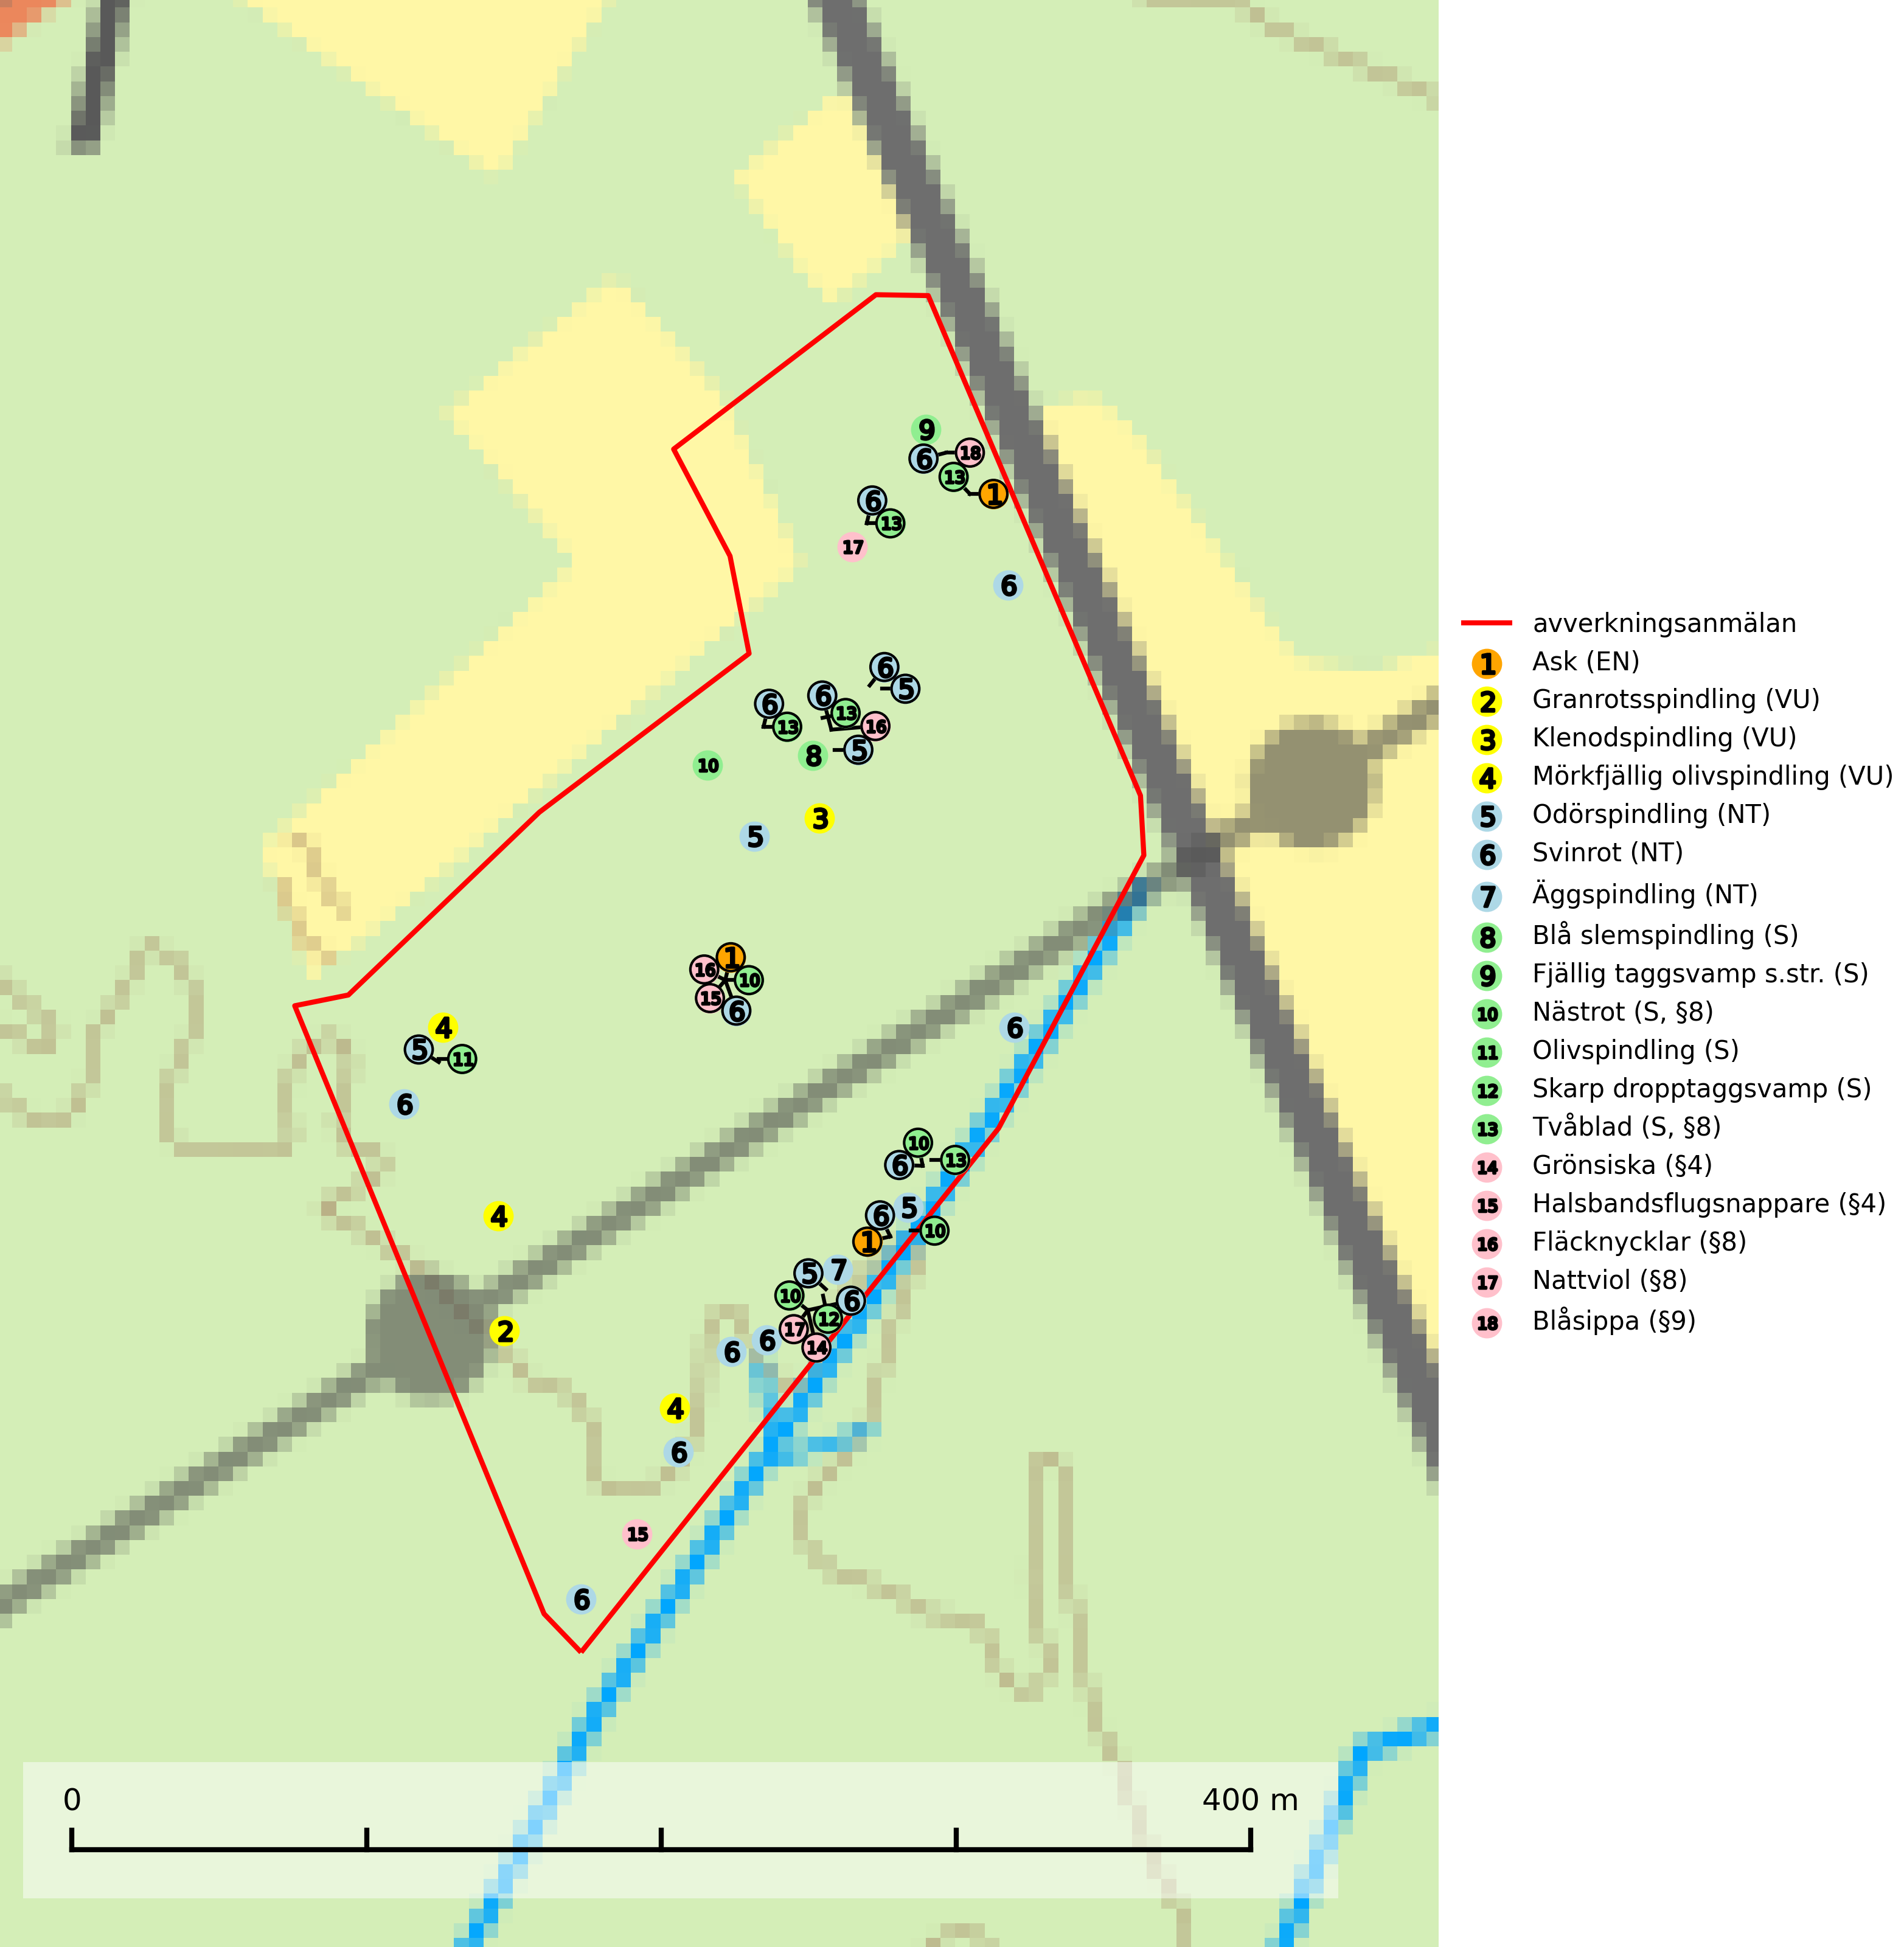 9
6 18
13
1
6
13
17
6
6
5
6 6
13 16
13
8 5
10
3
5
1
16 10
15 6
4
5 11
6
6
10
6 13
4
5
6
10
1
7
5
10 6
12
17
14
2
6
6
4
6
15
6
0 400 m
avverkningsanmälan
1 Ask (EN)
2 Granrotsspindling (VU)
3 Klenodspindling (VU)
4 Mörkfjällig olivspindling (VU)
5 Odörspindling (NT)
6 Svinrot (NT)
7 Äggspindling (NT)
8 Blå slemspindling (S)
9 Fjällig taggsvamp s.str. (S)
10 Nästrot (S, §8)
11 Olivspindling (S)
12 Skarp dropptaggsvamp (S)
13 Tvåblad (S, §8)
14 Grönsiska (§4)
15 Halsbandsflugsnappare (§4)
16 Fläcknycklar (§8)
17 Nattviol (§8)
18 Blåsippa (§9)